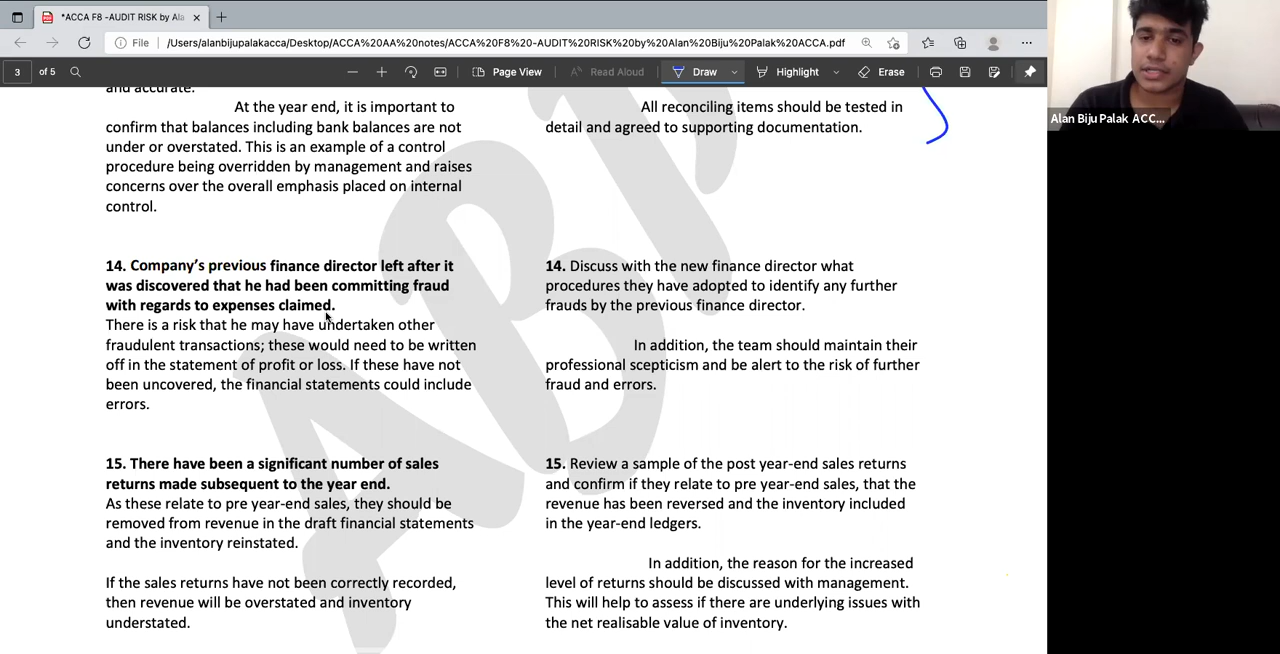 *ACCA F8 -AUDIT RISK by Ala
File
/Users/alanbijupalakacca/Desktop/ACCA%20AA%20notes/ACCA%20F8%20-AUDIT%20RISK%20by%20Alan%20Biju%20Palak%20ACCA.pdf
3 of 5
Page View
Read Aloud
Draw
Highlight
Erase
Alan Biju Palak ACC...
and accurate.
At the year end, it is important to
confirm that balances including bank balances are not
under or overstated. This is an example of a control
procedure being overridden by management and raises
concerns over the overall emphasis placed on internal
control.
All reconciling items should be tested in
detail and agreed to supporting documentation.
14. Company's previous finance director left after it
was discovered that he had been committing fraud
with regards to expenses claimed.
There is a risk that he may have undertaken other
fraudulent transactions; these would need to be written
off in the statement of profit or loss. If these have not
been uncovered, the financial statements could include
errors.
14. Discuss with the new finance director what
procedures they have adopted to identify any further
frauds by the previous finance director.
In addition, the team should maintain their
professional scepticism and be alert to the risk of further
fraud and errors.
15. There have been a significant number of sales
returns made subsequent to the year end.
As these relate to pre year-end sales, they should be
removed from revenue in the draft financial statements
and the inventory reinstated.
If the sales returns have not been correctly recorded,
then revenue will be overstated and inventory
understated.
15. Review a sample of the post year-end sales returns
and confirm if they relate to pre year-end sales, that the
revenue has been reversed and the inventory included
in the year-end ledgers.
In addition, the reason for the increased
level of returns should be discussed with management.
This will help to assess if there are underlying issues with
the net realisable value of inventory.
ABP